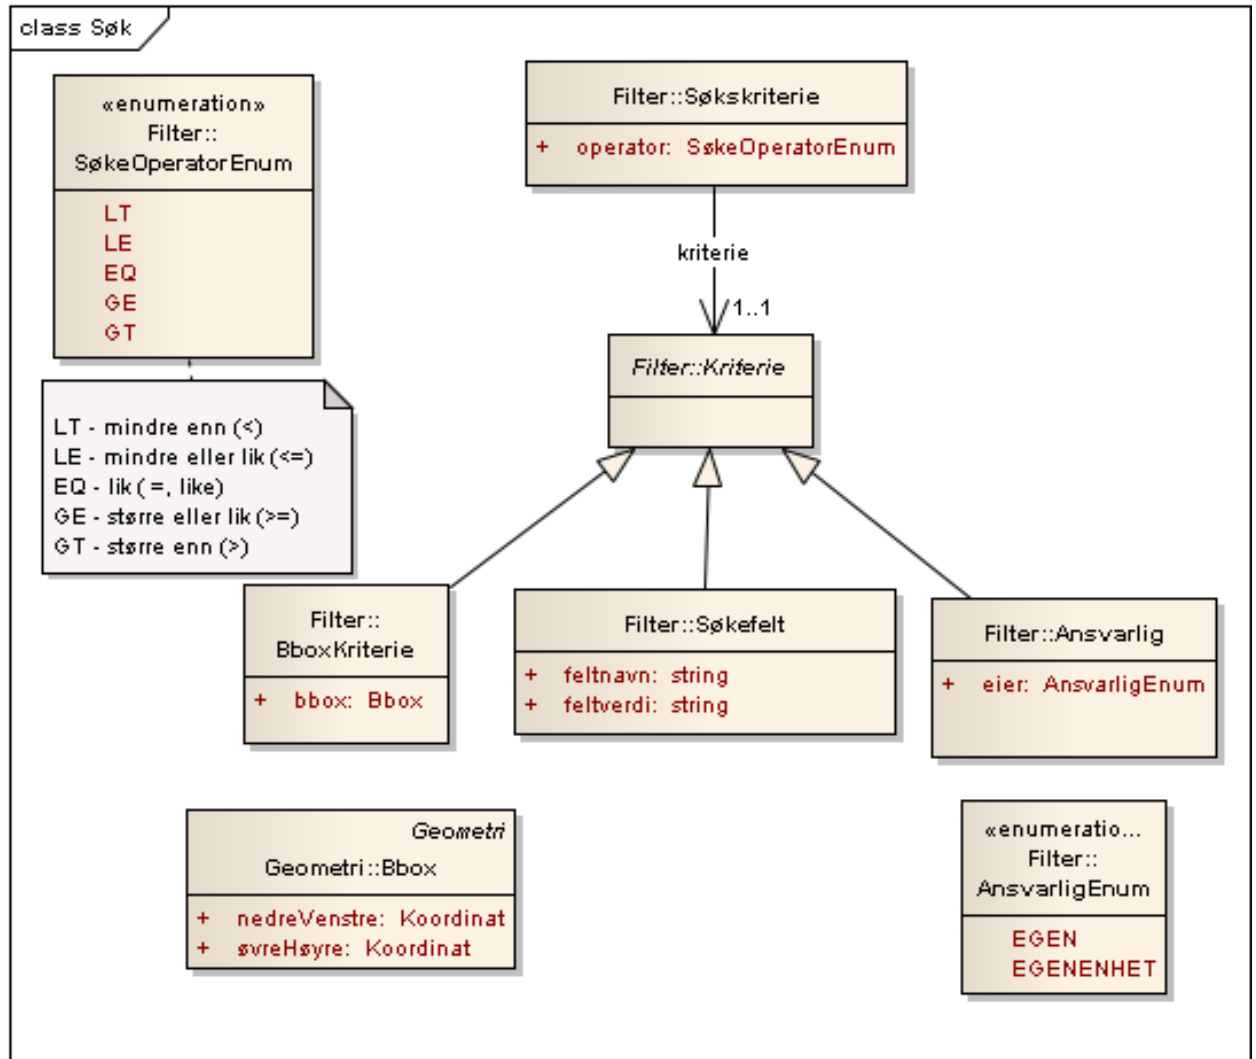 class Søk
«enumeration»
Filter::
SøkeOperatorEnum
LT
LE
EQ
GE
GT
LT - mindre enn (<)
LE - mindre eller lik (<=)
EQ - lik ( =, like)
GE - større eller lik (>=)
GT - større enn (>)
Filter::Søkskriterie
+ operator: SøkeOperatorEnum
kriterie
1..1
Filter::Kriterie
Filter::
BboxKriterie
+ bbox: Bbox
Filter::Søkefelt
+ feltnavn: string
+ feltverdi: string
Filter::Ansvarlig
+ eier: AnsvarligEnum
Geometri
Geometri::Bbox
+ nedreVenstre: Koordinat
+ øvreHøyre: Koordinat
«enumeratio...
Filter::
AnsvarligEnum
EGEN
EGENENHET